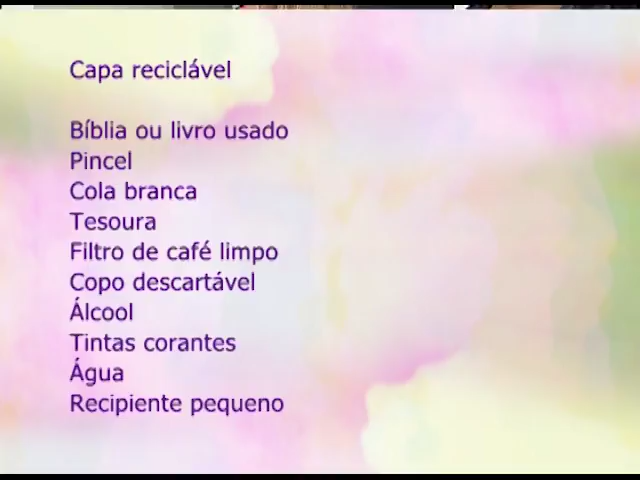 Capa reciclável
Bíblia ou livro usado
Pincel
Cola branca
Tesoura
Filtro de café limpo
Copo descartável
Álcool
Tintas corantes
Água
Recipiente pequeno